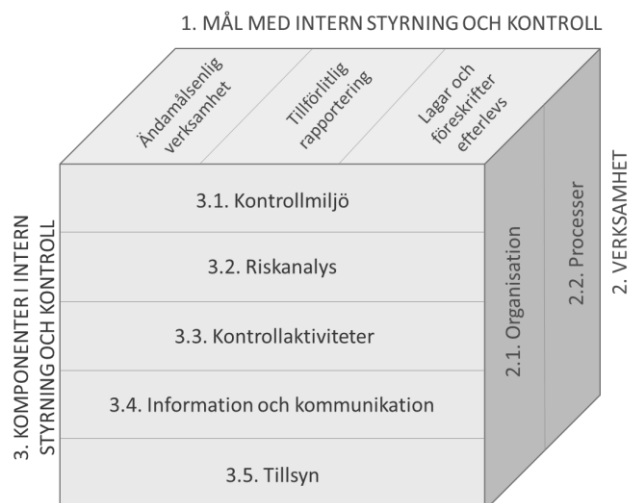 1. MÅL MED INTERN STYRNING OCH KONTROLL
Ändamålsenlig
verksamhet
Tillförlitlig
rapportering
Lagar och
föreskrifter
efterlevs
3. KOMPONENTER I INTERN
STYRNING OCH KONTROLL
3.1. Kontrollmiljö
3.2. Riskanalys
3.3. Kontrollaktiviteter
3.4. Information och kommunikation
3.5. Tillsyn
2.1. Organisation
2.2. Processer
2. VERKSAMHET